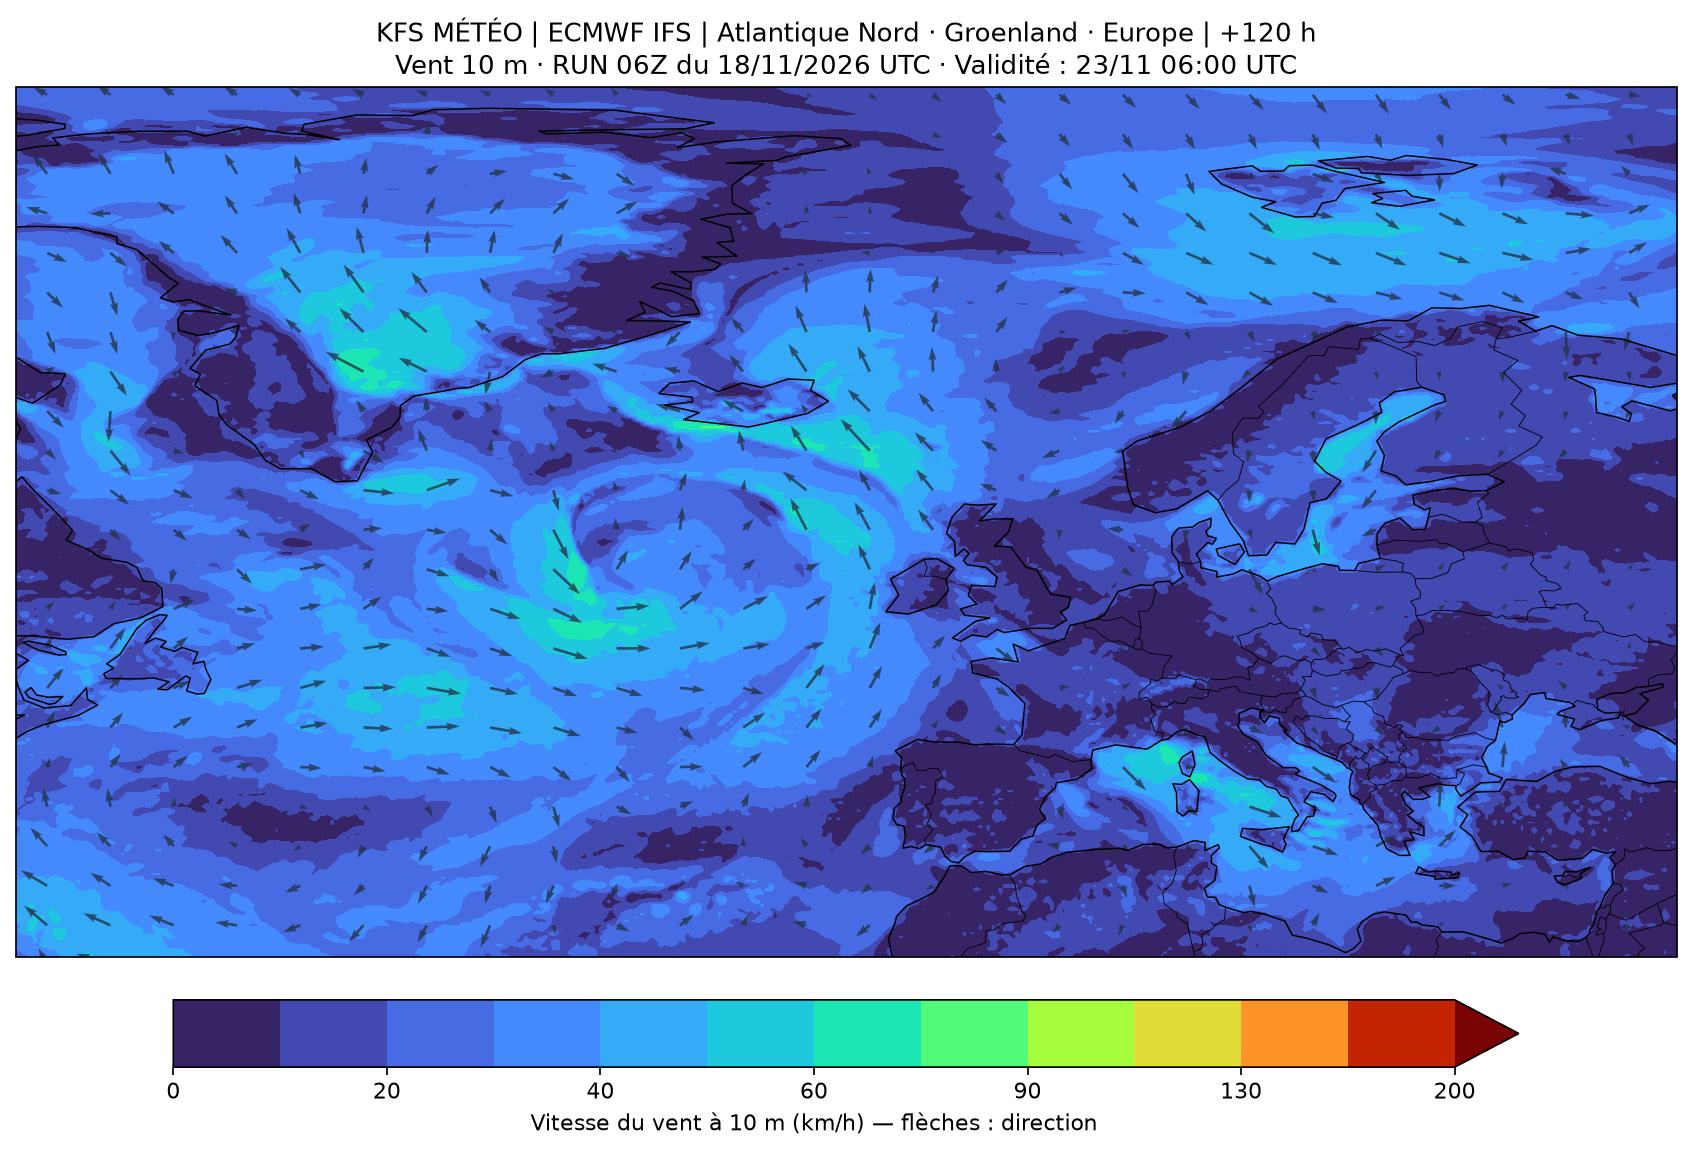 KFS MÉTÉO | ECMWF IFS | Atlantique Nord · Groenland · Europe | +120 h
Vent 10 m · RUN 06Z du 18/11/2026 UTC · Validité : 23/11 06:00 UTC
0 20 40 60 90 130 200
Vitesse du vent à 10 m (km/h) — flèches : direction